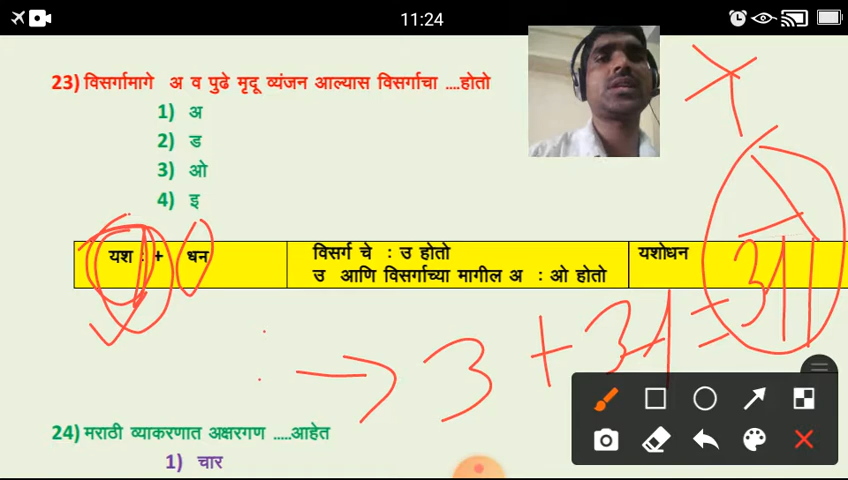 11:24
23) विसर्गामागे अ व पुढे मृदू व्यंजन आल्यास विसर्गाचा ....होतो
1) अ
2) ड
3) ओ
4) इ
यश : + धन
विसर्ग चे : उ होतो
उ आणि विसर्गाच्या मागील अ : ओ होतो
यशोधन
→ उ + अ = ओ
24) मराठी व्याकरणात अक्षरगण .....आहेत
1) चार